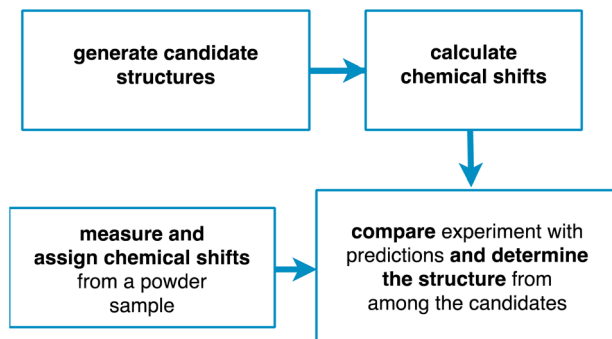 generate candidate
structures
calculate
chemical shifts
measure and
assign chemical shifts
from a powder
sample
compare experiment with
predictions and determine
the structure from
among the candidates